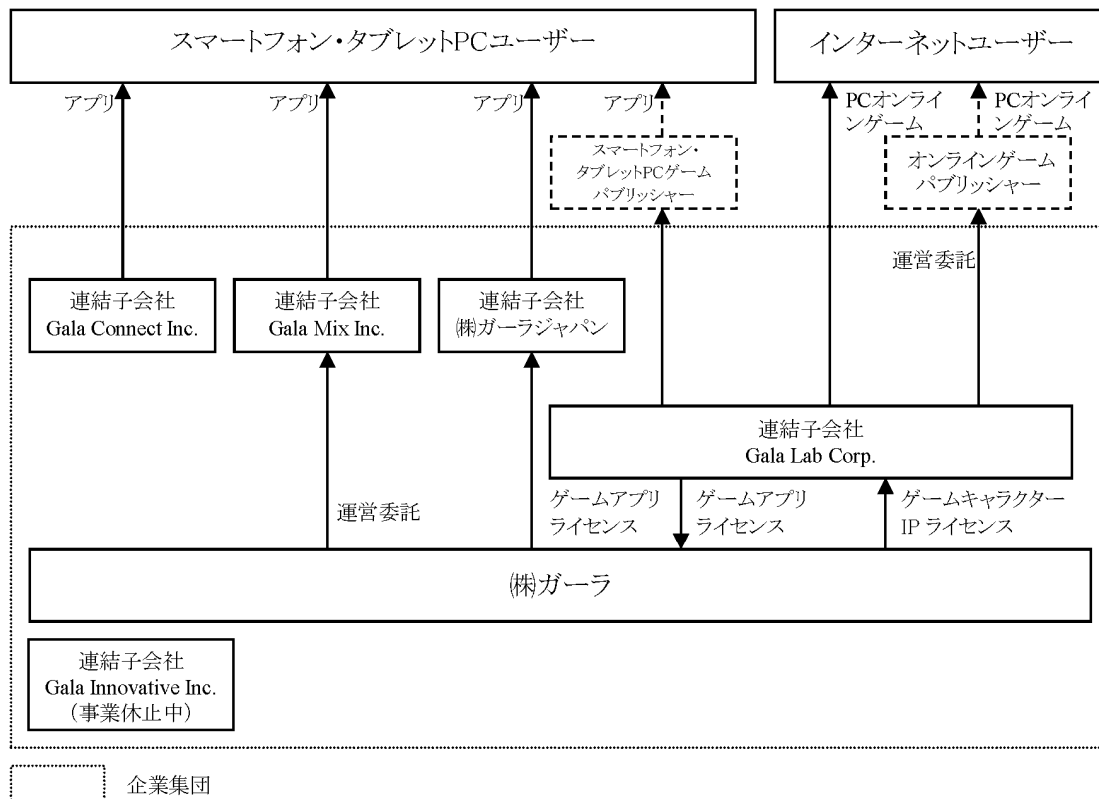 スマートフォン・タブレットPCユーザー
インターネットユーザー
アプリ
アプリ
アプリ
アプリ
PCオンライ
ンゲーム
PCオンライ
ンゲーム
スマートフォン・
タブレットPCゲーム
パブリッシャー
オンラインゲーム
パブリッシャー
運営委託
連結子会社
Gala Connect Inc.
連結子会社
Gala Mix Inc.
連結子会社
㈱ガーラジャパン
連結子会社
Gala Lab Corp.
運営委託
ゲームアプリ
ライセンス
ゲームアプリ
ライセンス
ゲームキャラクター
IP ライセンス
㈱ガーラ
連結子会社
Gala Innovative Inc.
（事業休止中）
企業集団